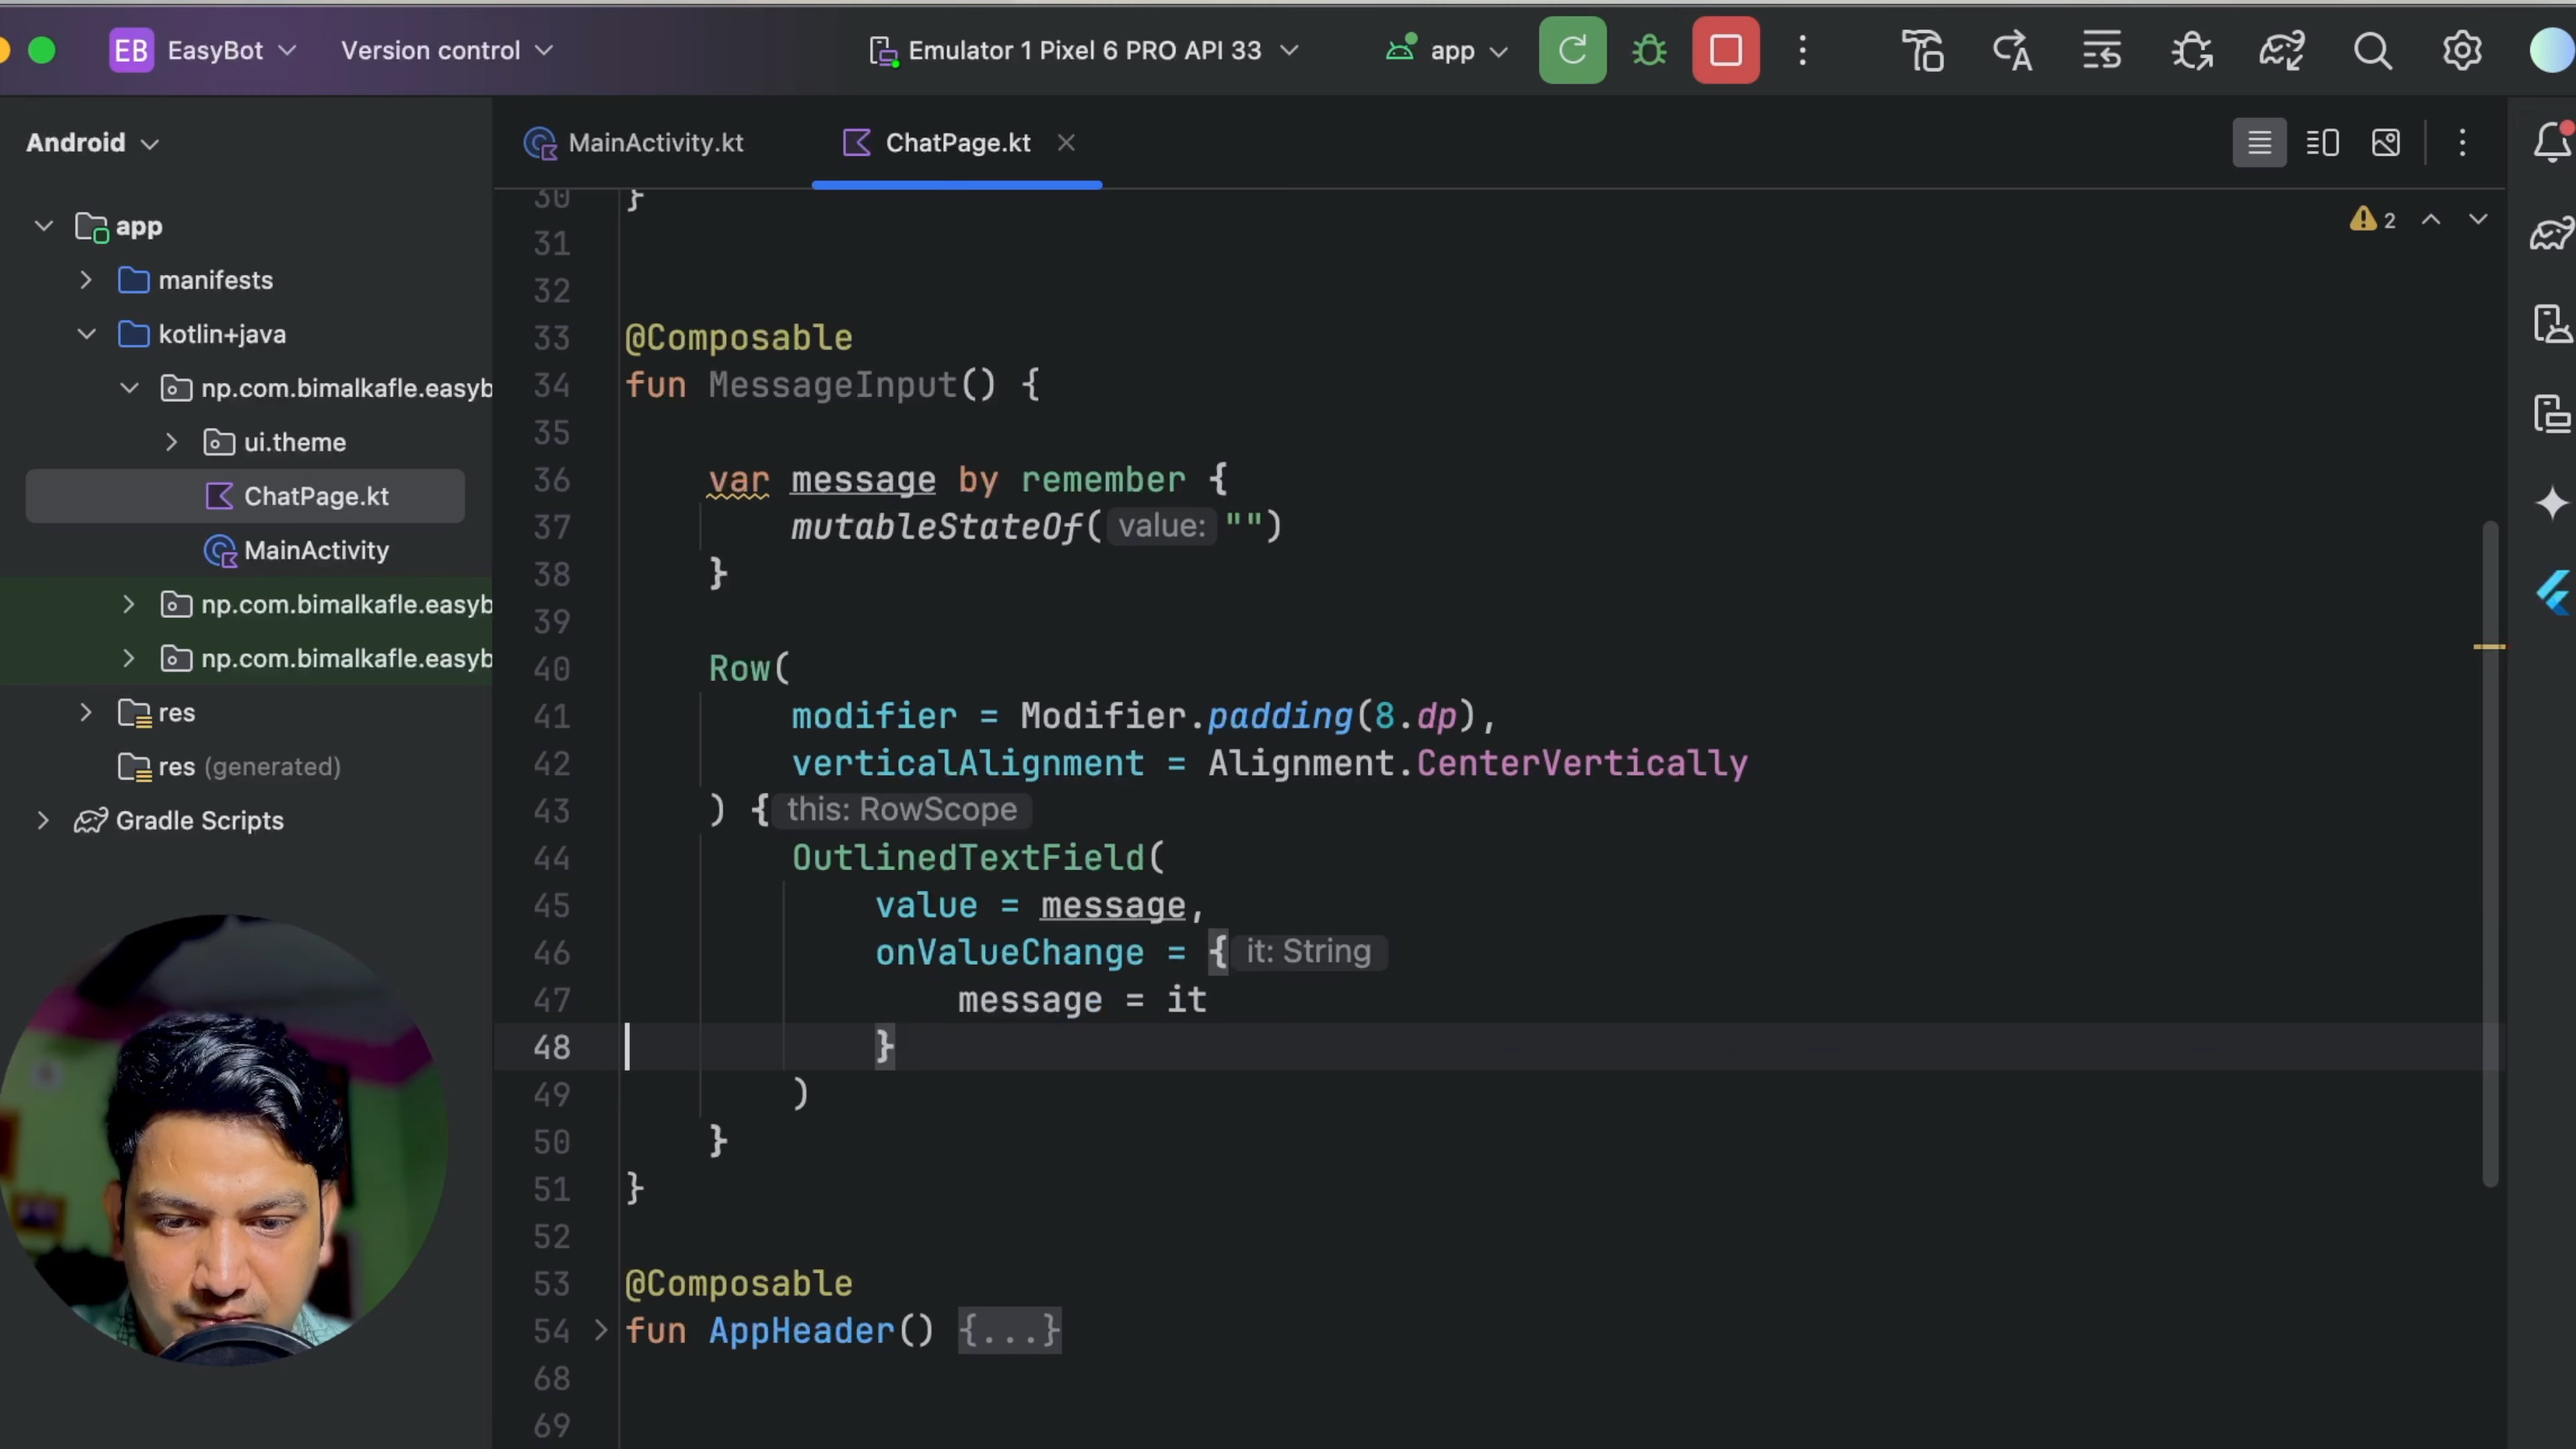 EB EasyBot Version control Emulator 1 Pixel 6 PRO API 33 app
Android
app
manifests
kotlin+java
np.com.bimalkafle.easyb
ui.theme
ChatPage.kt
MainActivity
np.com.bimalkafle.easyb
np.com.bimalkafle.easyb
res
res (generated)
Gradle Scripts
MainActivity.kt ChatPage.kt
2
30 }
31
32
33 @Composable
34 fun MessageInput() {
35
36 var message by remember {
37 mutableStateOf( value: "")
38 }
39
40 Row(
41 modifier = Modifier.padding(8.dp),
42 verticalAlignment = Alignment.CenterVertically
43 ) { this: RowScope
44 OutlinedTextField(
45 value = message,
46 onValueChange = { it: String
47 message = it
48 }
49 )
50 }
51 }
52
53 @Composable
54 fun AppHeader() {...}
68
69